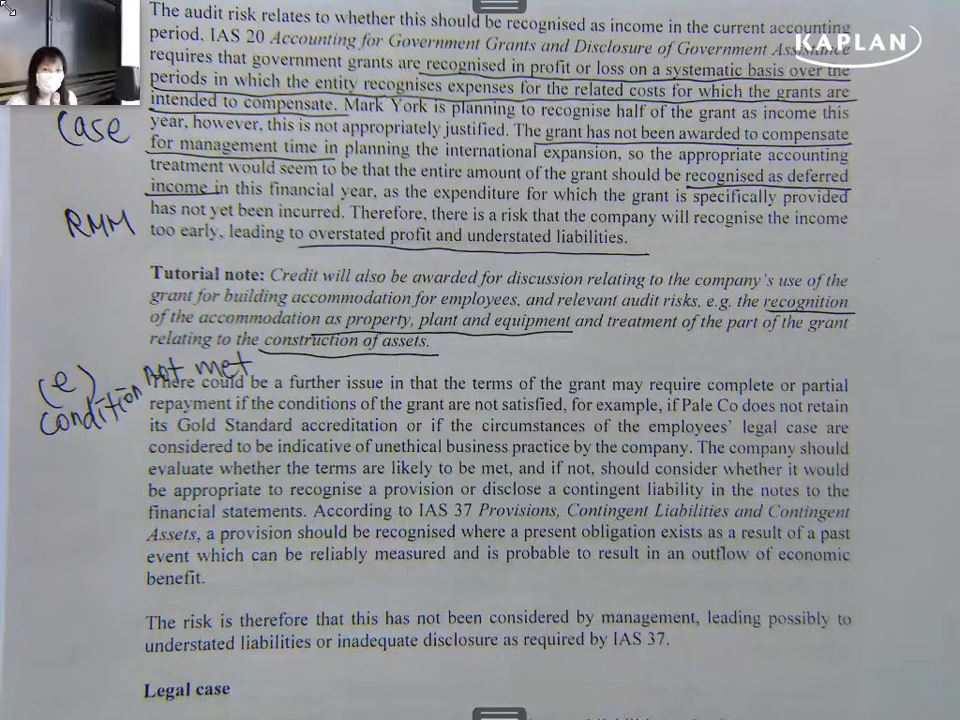 The audit risk relates to whether this should be recognised as income in the current accounting
period. IAS 20 Accounting for Government Grants and Disclosure of Government Assistance
KAPLAN
requires that government grants are recognised in profit or loss on a systematic basis over the
periods in which the entity recognises expenses for the related costs for which the grants are
intended to compensate. Mark York is planning to recognise half of the grant as income this
Case
year, however, this is not appropriately justified. The grant has not been awarded to compensate
for management time in planning the international expansion, so the appropriate accounting
treatment would seem to be that the entire amount of the grant should be recognised as deferred
income in this financial year, as the expenditure for which the grant is specifically provided
RMM
has not yet been incurred. Therefore, there is a risk that the company will recognise the income
too early, leading to overstated profit and understated liabilities.
Tutorial note: Credit will also be awarded for discussion relating to the company's use of the
grant for building accommodation for employees, and relevant audit risks, e.g. the recognition
of the accommodation as property, plant and equipment and treatment of the part of the grant
relating to the construction of assets.
(e)
condition not met
There could be a further issue in that the terms of the grant may require complete or partial
repayment if the conditions of the grant are not satisfied, for example, if Pale Co does not retain
its Gold Standard accreditation or if the circumstances of the employees' legal case are
considered to be indicative of unethical business practice by the company. The company should
evaluate whether the terms are likely to be met, and if not, should consider whether it would
be appropriate to recognise a provision or disclose a contingent liability in the notes to the
financial statements. According to IAS 37 Provisions, Contingent Liabilities and Contingent
Assets, a provision should be recognised where a present obligation exists as a result of a past
event which can be reliably measured and is probable to result in an outflow of economic
benefit.
The risk is therefore that this has not been considered by management, leading possibly to
understated liabilities or inadequate disclosure as required by IAS 37.
Legal case